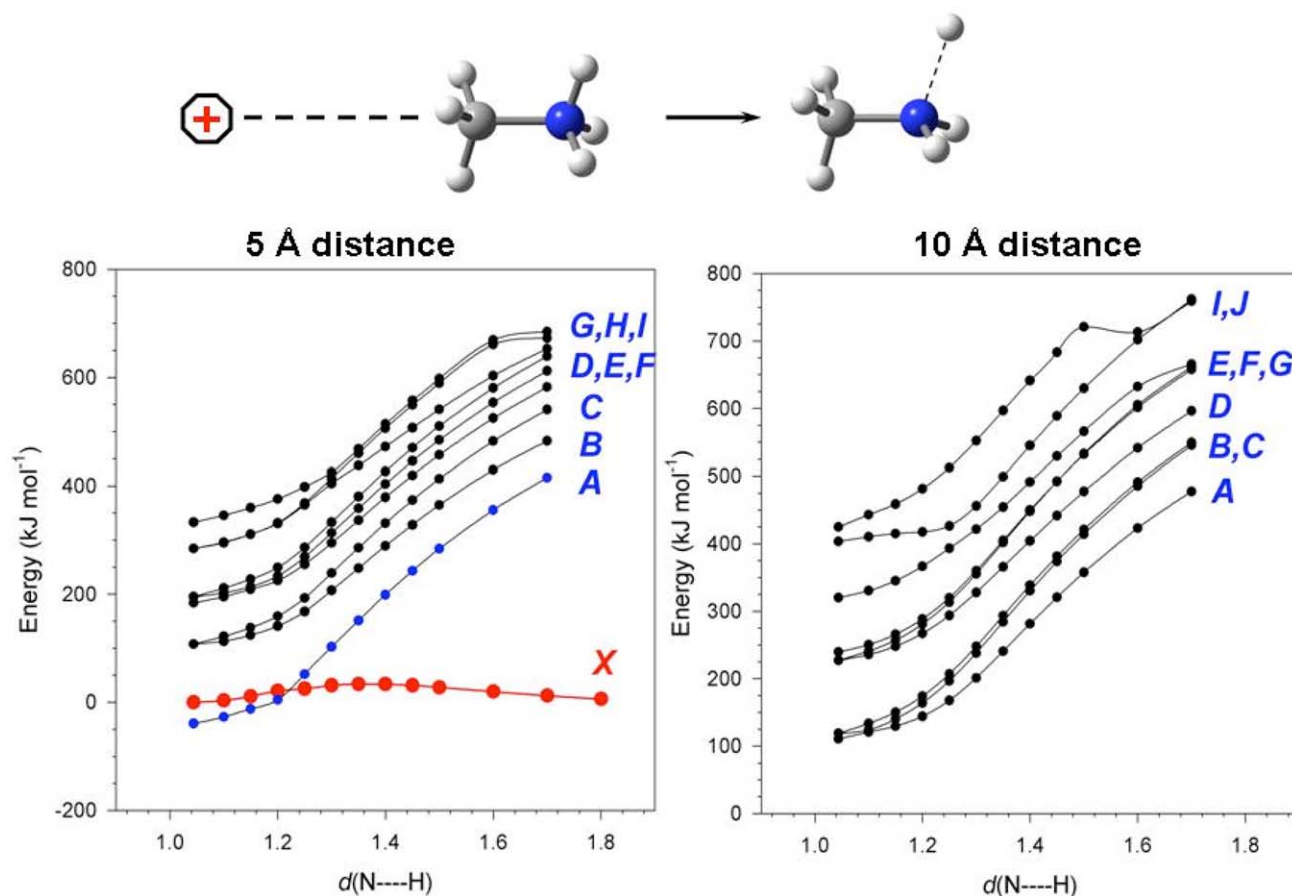 +
5 Å distance
10 Å distance
800
600
400
200
0
-200
Energy (kJ mol-1)
G,H,I
D,E,F
C
B
A
X
1.0
1.2
1.4
1.6
1.8
d(N----H)
800
700
600
500
400
300
200
100
0
Energy (kJ mol-1)
I,J
E,F,G
D
B,C
A
1.0
1.2
1.4
1.6
1.8
d(N----H)